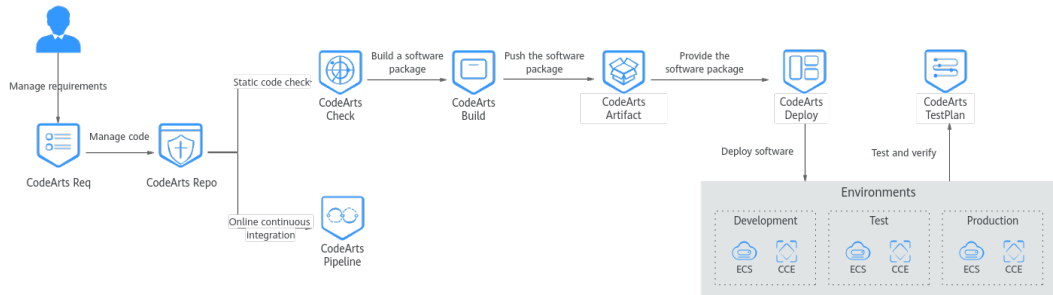 Manage requirements
CodeArts Req
Manage code
CodeArts Repo
Static code check
CodeArts
Check
Build a software
package
CodeArts
Build
Push the software
package
CodeArts
Artifact
Provide the
software package
CodeArts
Deploy
CodeArts
TestPlan
Online continuous
integration
CodeArts
Pipeline
Deploy software
Test and verify
Environments
Development
ECS
CCE
Test
ECS
CCE
Production
ECS
CCE